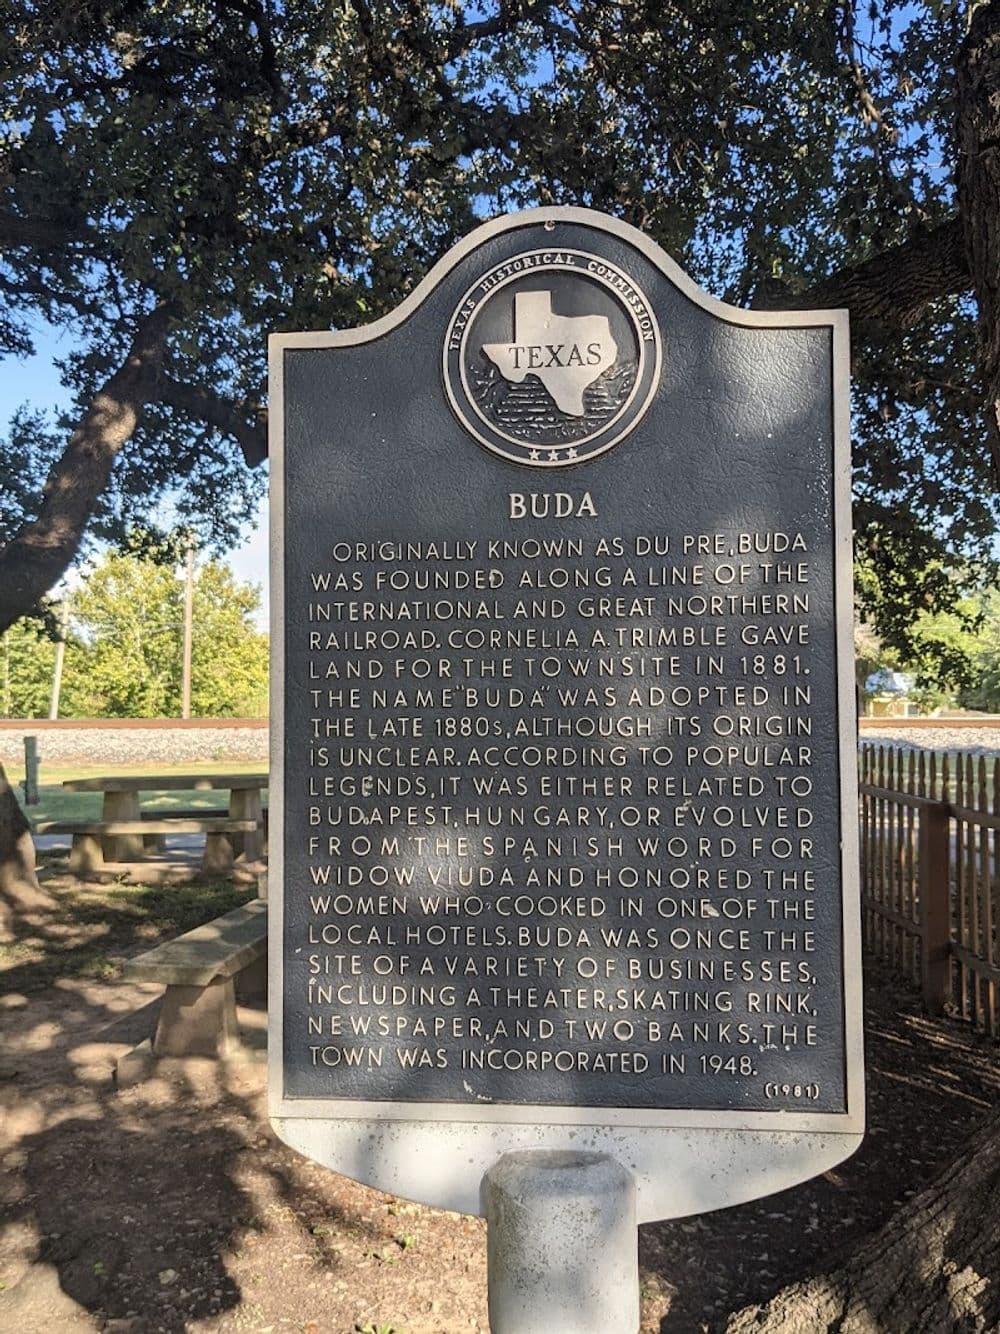 TEXAS HISTORICAL COMMISSION
TEXAS
BUDA
ORIGINALLY KNOWN AS DU PRE, BUDA
WAS FOUNDED ALONG A LINE OF THE
INTERNATIONAL AND GREAT NORTHERN
RAILROAD. CORNELIA A. TRIMBLE GAVE
LAND FOR THE TOWNSITE IN 1881.
THE NAME "BUDA" WAS ADOPTED IN
THE LATE 1880s, ALTHOUGH ITS ORIGIN
IS UNCLEAR. ACCORDING TO POPULAR
LEGENDS, IT WAS EITHER RELATED TO
BUDAPEST, HUNGARY, OR EVOLVED
FROM THE SPANISH WORD FOR
WIDOW VIUDA AND HONORED THE
WOMEN WHO COOKED IN ONE OF THE
LOCAL HOTELS. BUDA WAS ONCE THE
SITE OF A VARIETY OF BUSINESSES,
INCLUDING A THEATER, SKATING RINK,
NEWSPAPER, AND TWO BANKS. THE
TOWN WAS INCORPORATED IN 1948.
(1981)